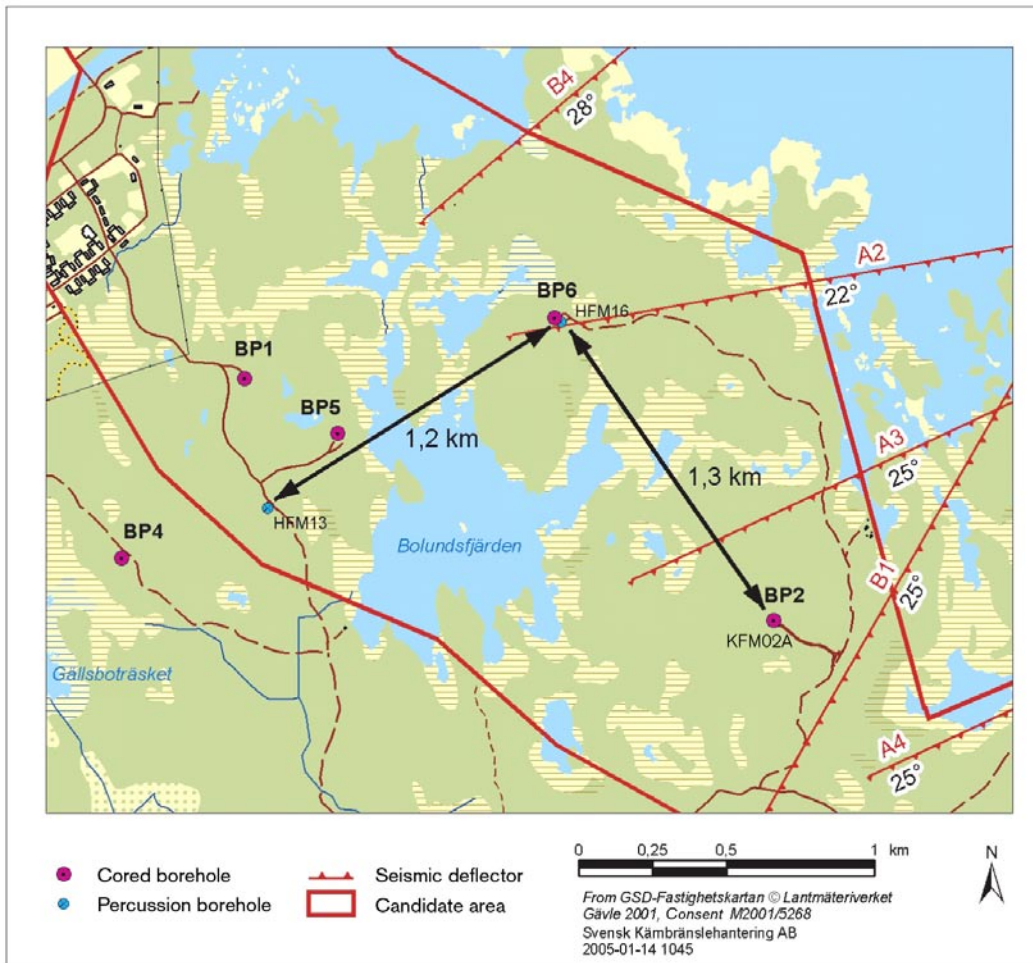 B4
28°
A2
22°
BP6
HFM16
BP1
BP5
1,2 km
A3
25°
1,3 km
HFM13
BP4
Bolundsfjärden
B1
25°
BP2
KFM02A
Gällsboträsket
A4
25°
Cored borehole
Percussion borehole
Seismic deflector
Candidate area
0 0,25 0,5 1 km
From GSD-Fastighetskartan © Lantmäteriverket
Gävle 2001, Consent M2001/5268
Svensk Kämbränslehantering AB
2005-01-14 1045
N